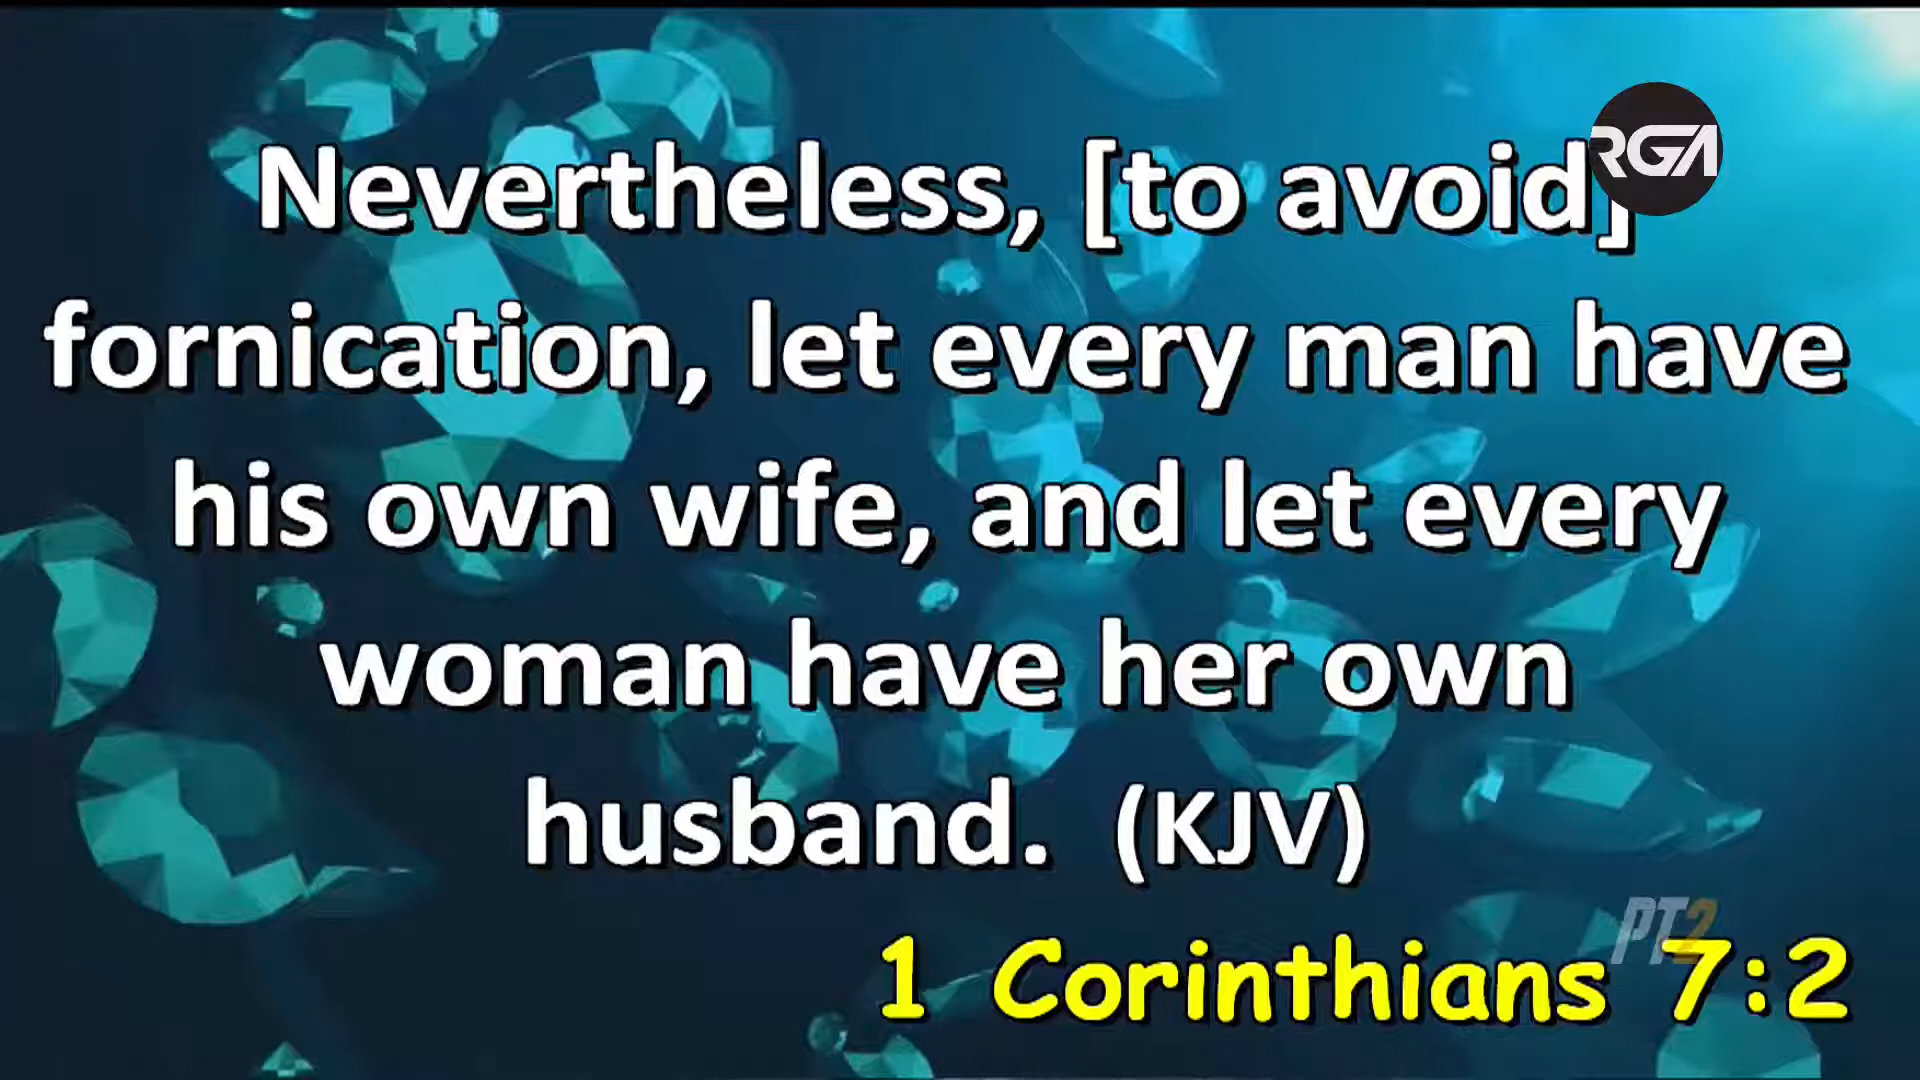 RGA
Nevertheless, [to avoid]
fornication, let every man have
his own wife, and let every
woman have her own
husband. (KJV)
PT2
1 Corinthians 7:2